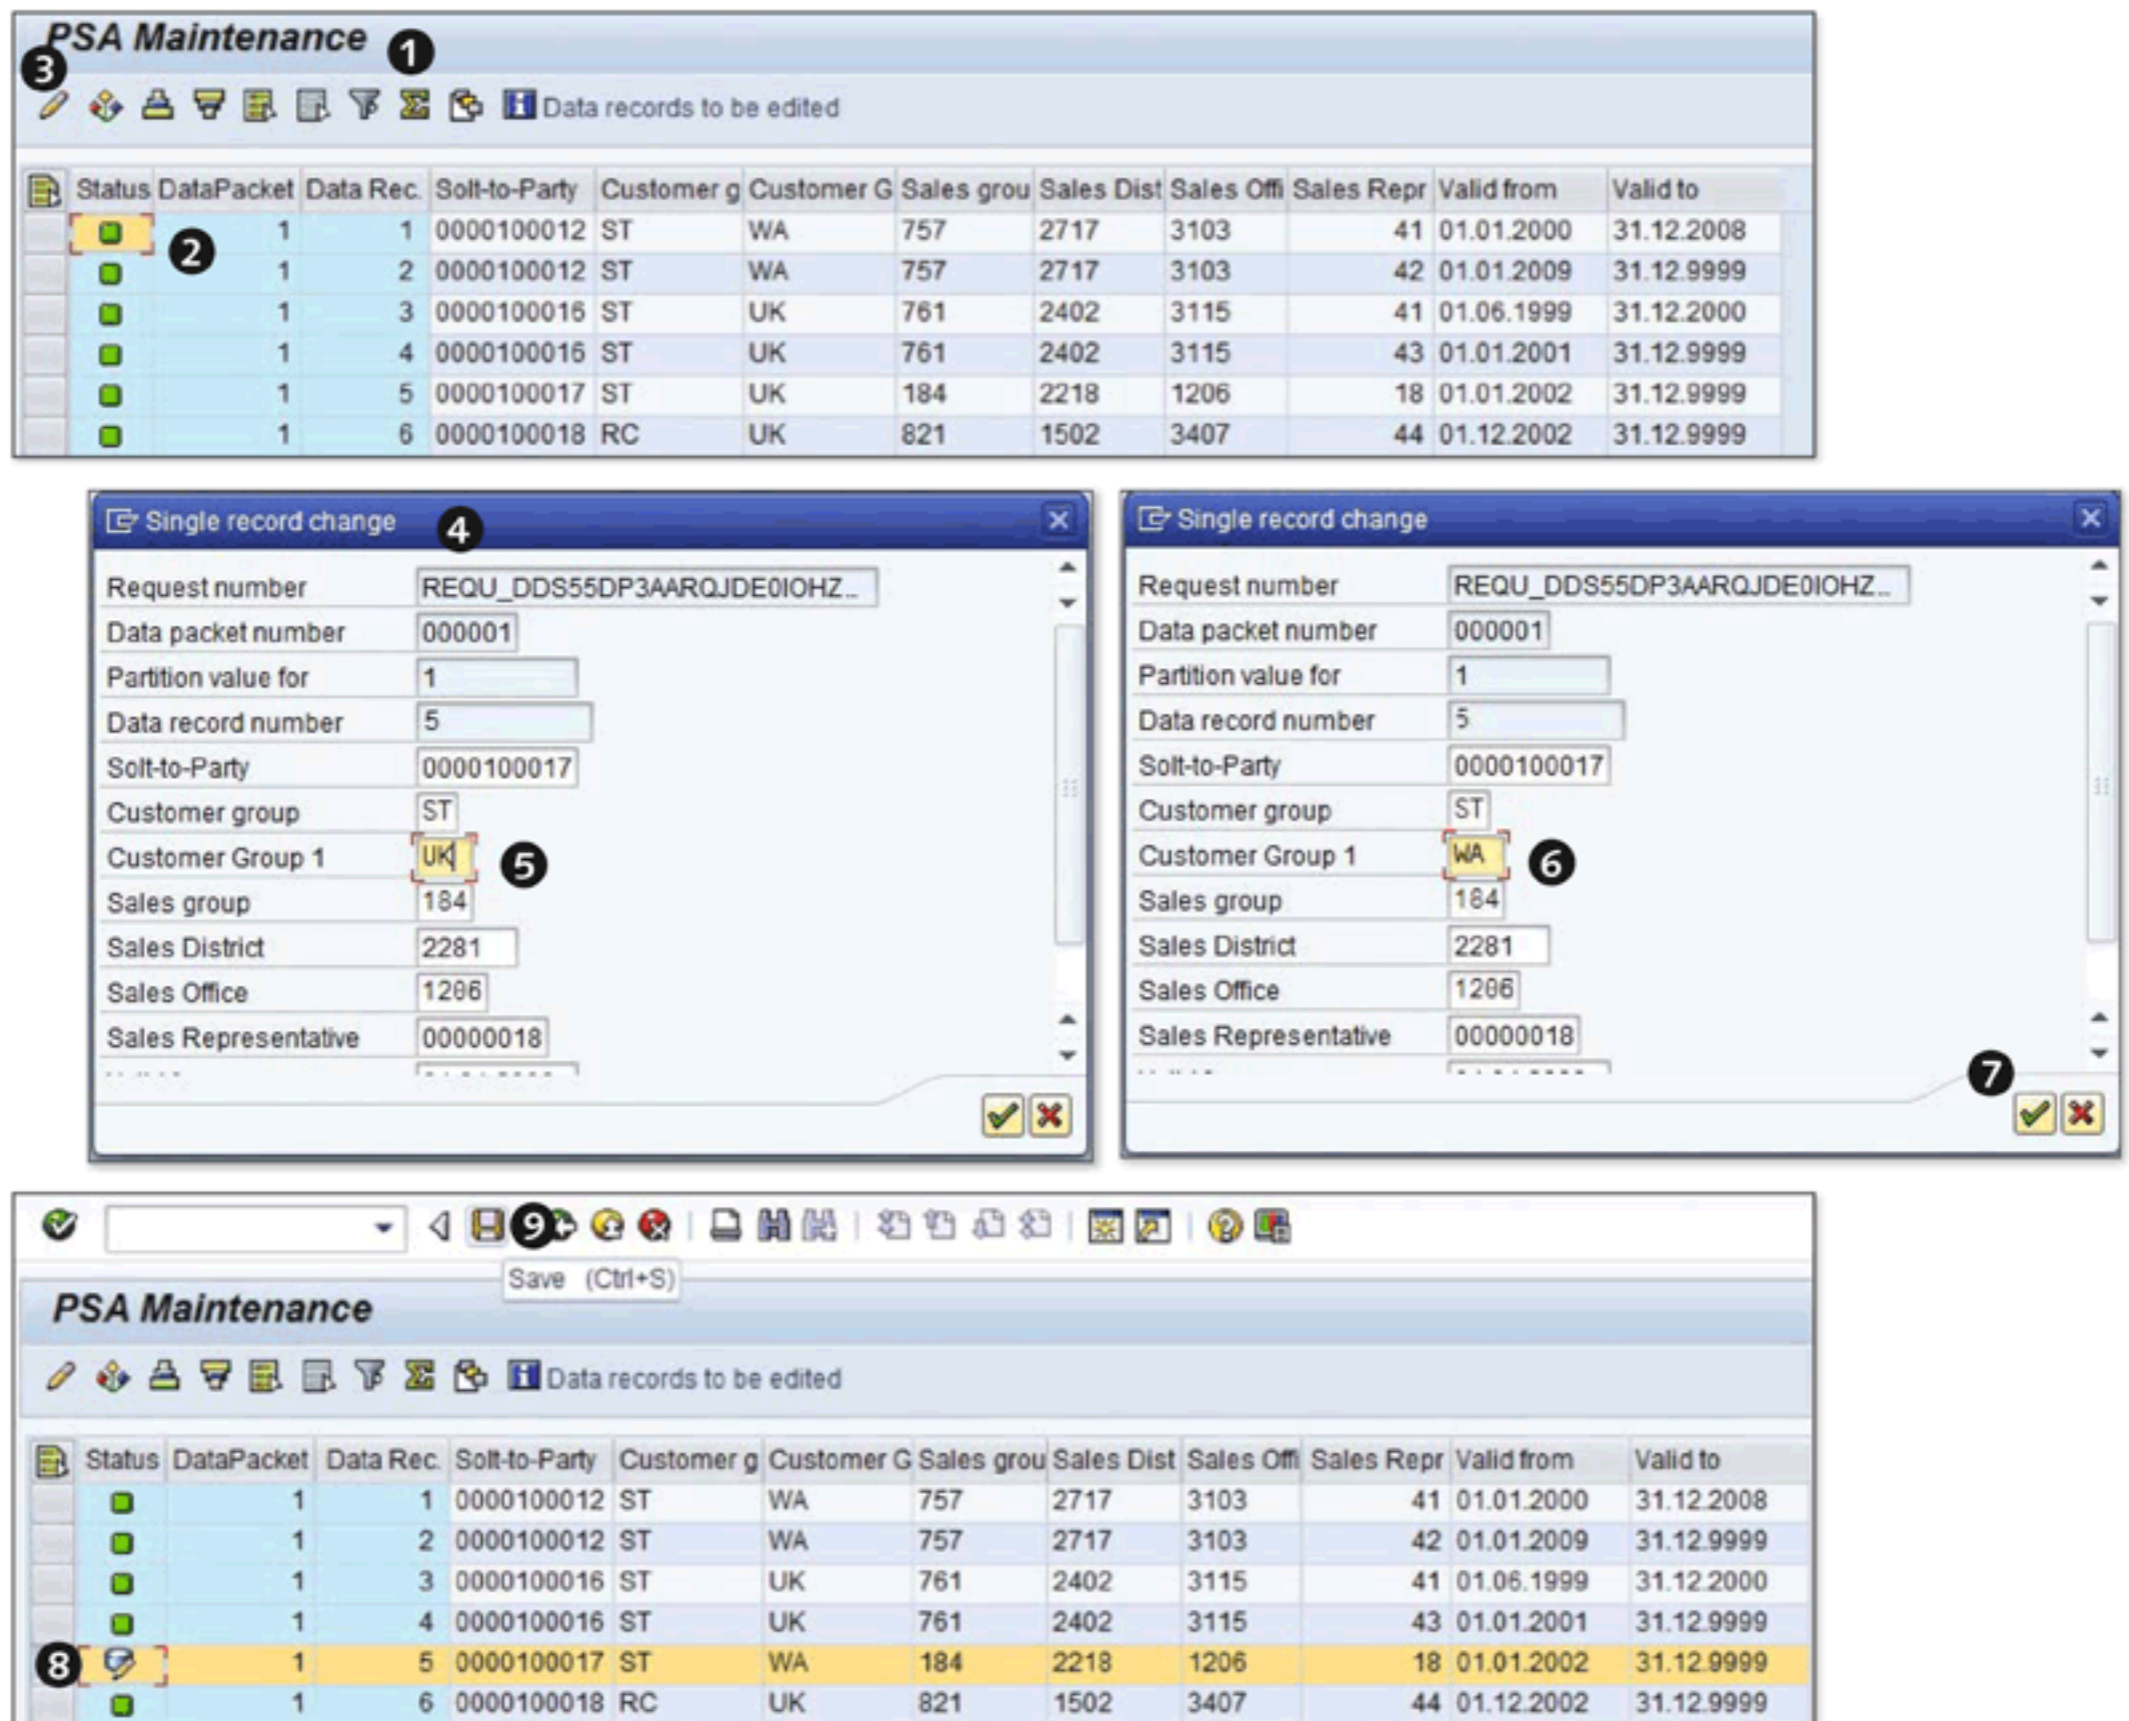 PSA Maintenance 1
3
Data records to be edited
Status DataPacket Data Rec. Solt-to-Party Customer g Customer G Sales grou Sales Dist Sales Offi Sales Repr Valid from Valid to
1 1 0000100012 ST WA 757 2717 3103 41 01.01.2000 31.12.2008
2
1 2 0000100012 ST WA 757 2717 3103 42 01.01.2009 31.12.9999
1 3 0000100016 ST UK 761 2402 3115 41 01.06.1999 31.12.2000
1 4 0000100016 ST UK 761 2402 3115 43 01.01.2001 31.12.9999
1 5 0000100017 ST UK 184 2218 1206 18 01.01.2002 31.12.9999
1 6 0000100018 RC UK 821 1502 3407 44 01.12.2002 31.12.9999
Single record change 4
Request number REQU_DDS55DP3AARQJDE0IOHZ...
Data packet number 000001
Partition value for 1
Data record number 5
Solt-to-Party 0000100017
Customer group ST
Customer Group 1 UK 5
Sales group 184
Sales District 2281
Sales Office 1206
Sales Representative 00000018
Single record change
Request number REQU_DDS55DP3AARQJDE0IOHZ...
Data packet number 000001
Partition value for 1
Data record number 5
Solt-to-Party 0000100017
Customer group ST
Customer Group 1 WA 6
Sales group 184
Sales District 2281
Sales Office 1206
Sales Representative 00000018
7
9
Save (Ctrl+S)
PSA Maintenance
Data records to be edited
Status DataPacket Data Rec. Solt-to-Party Customer g Customer G Sales grou Sales Dist Sales Offi Sales Repr Valid from Valid to
1 1 0000100012 ST WA 757 2717 3103 41 01.01.2000 31.12.2008
1 2 0000100012 ST WA 757 2717 3103 42 01.01.2009 31.12.9999
1 3 0000100016 ST UK 761 2402 3115 41 01.06.1999 31.12.2000
1 4 0000100016 ST UK 761 2402 3115 43 01.01.2001 31.12.9999
8 1 5 0000100017 ST WA 184 2218 1206 18 01.01.2002 31.12.9999
1 6 0000100018 RC UK 821 1502 3407 44 01.12.2002 31.12.9999